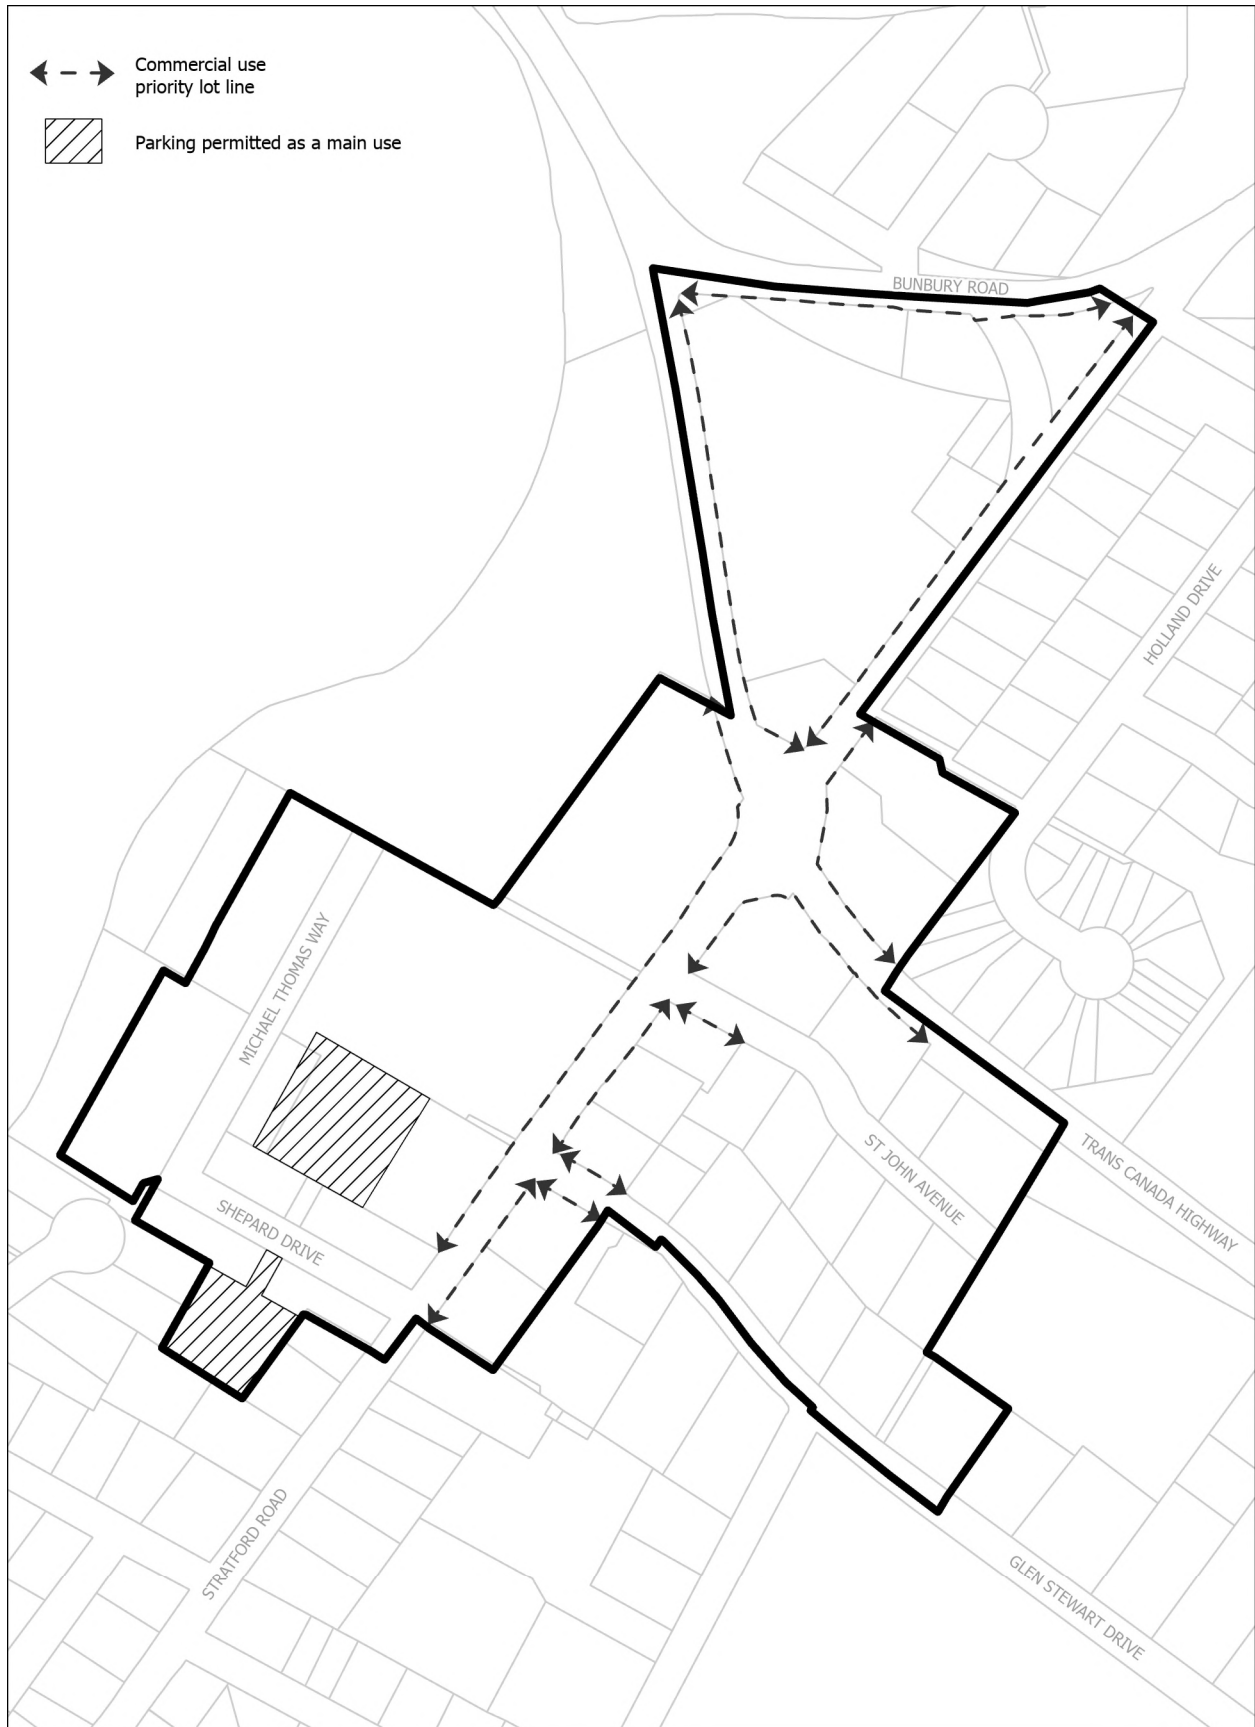 Commercial use
priority lot line
Parking permitted as a main use
BUNBURY ROAD
HOLLAND DRIVE
MICHAEL THOMAS WAY
ST JOHN AVENUE
TRANS CANADA HIGHWAY
SHEPARD DRIVE
STRATFORD ROAD
GLEN STEWART DRIVE